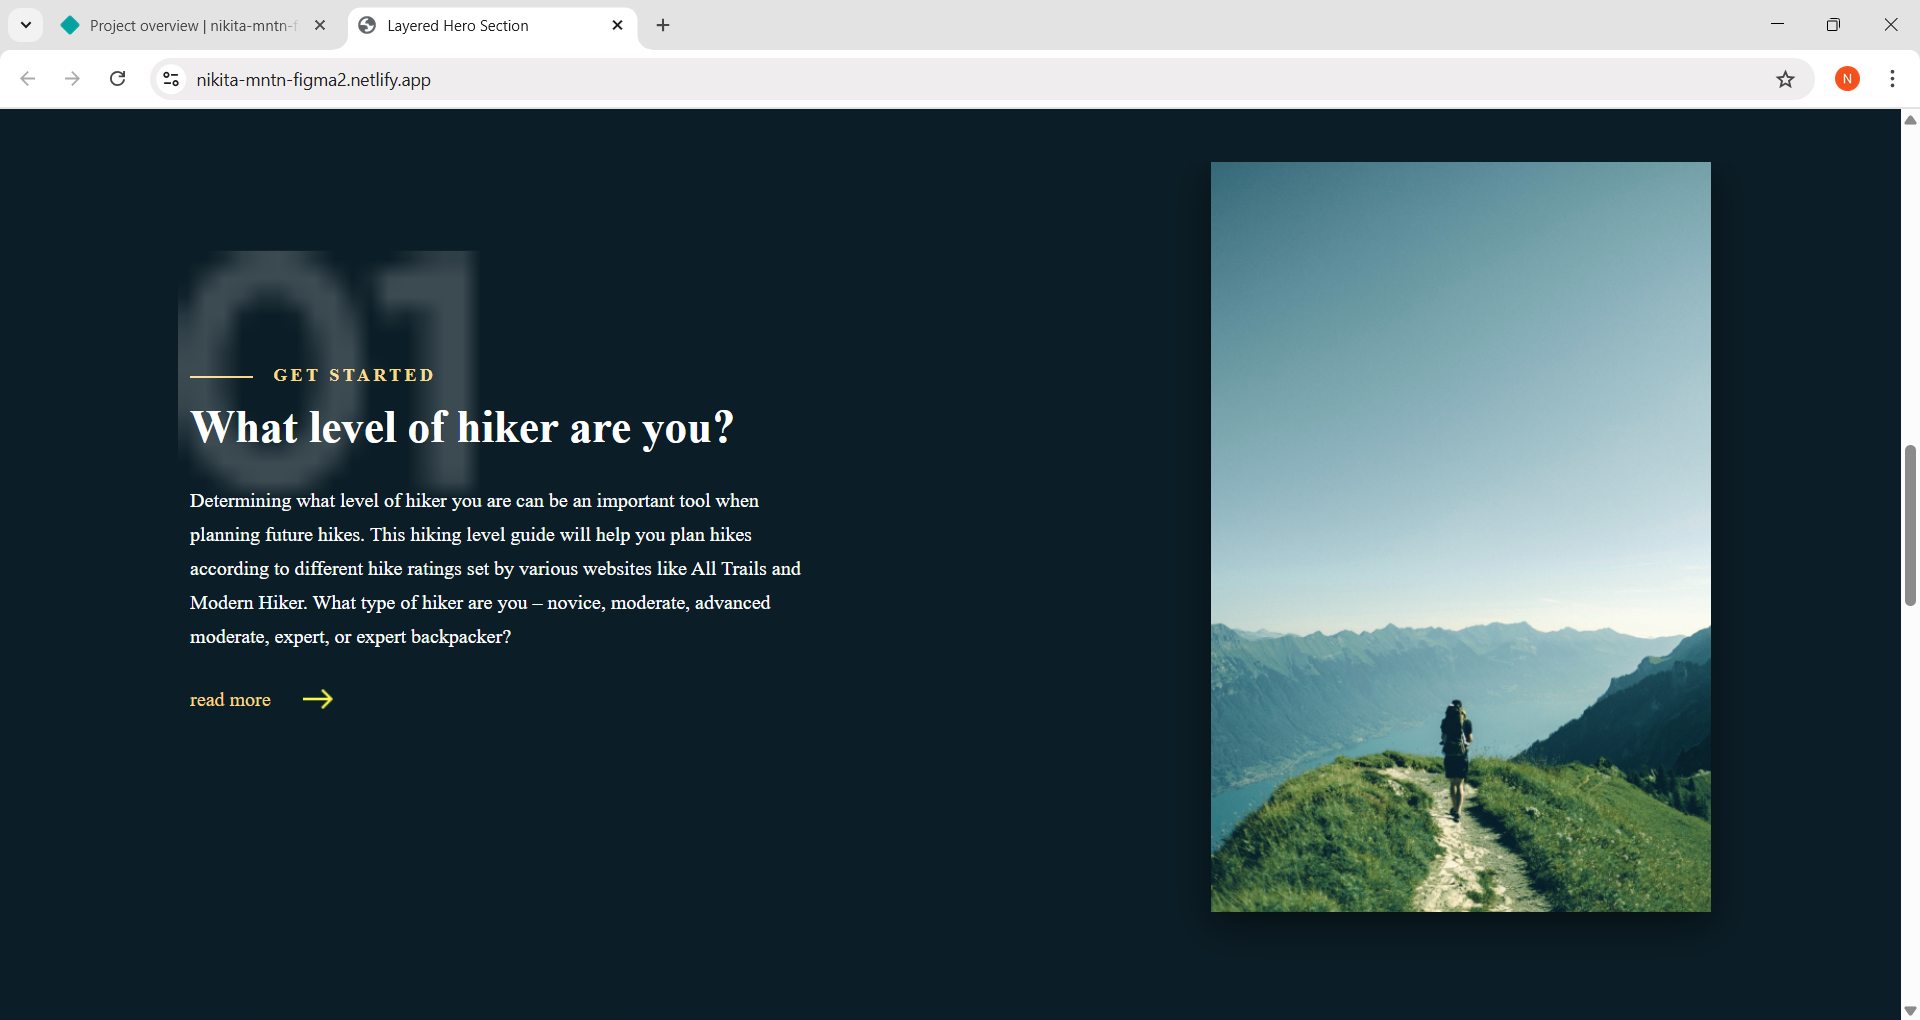 Project overview | nikita-mntn-f
Layered Hero Section
nikita-mntn-figma2.netlify.app
N
01
GET STARTED
What level of hiker are you?
Determining what level of hiker you are can be an important tool when
planning future hikes. This hiking level guide will help you plan hikes
according to different hike ratings set by various websites like All Trails and
Modern Hiker. What type of hiker are you – novice, moderate, advanced
moderate, expert, or expert backpacker?
read more